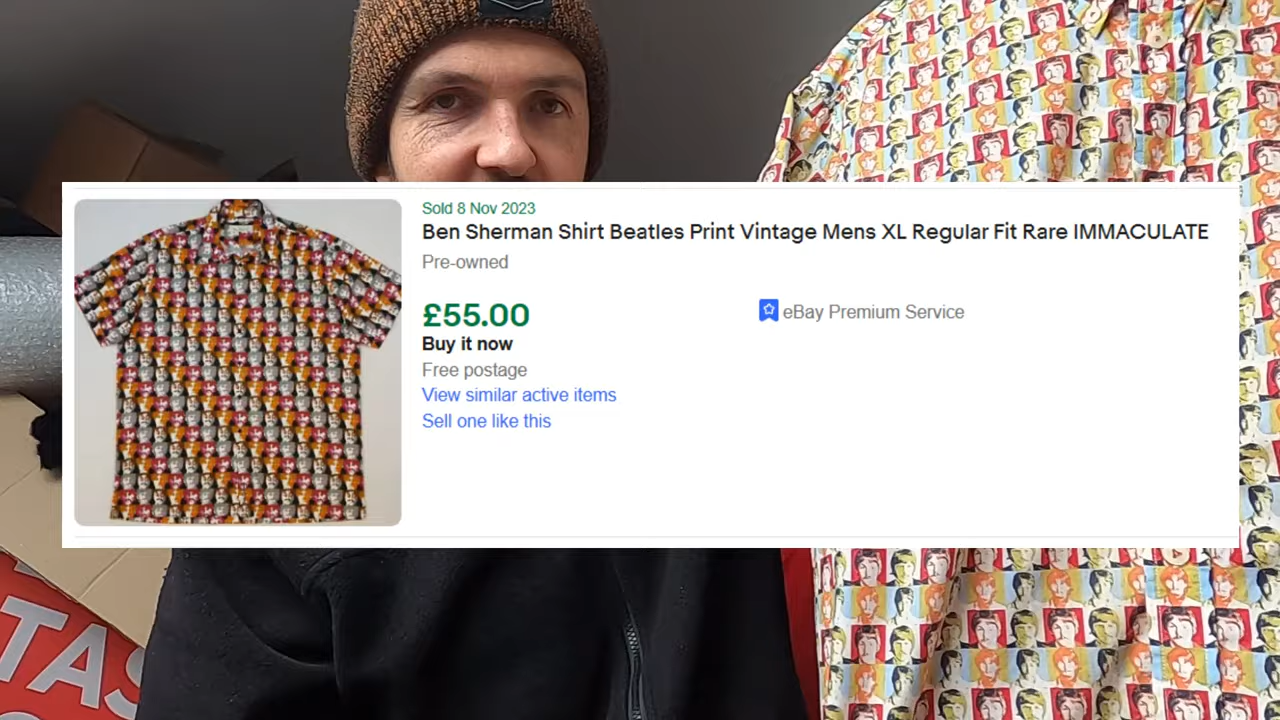 Sold 8 Nov 2023
Ben Sherman Shirt Beatles Print Vintage Mens XL Regular Fit Rare IMMACULATE
Pre-owned
£55.00
eBay Premium Service
Buy it now
Free postage
View similar active items
Sell one like this
TAS